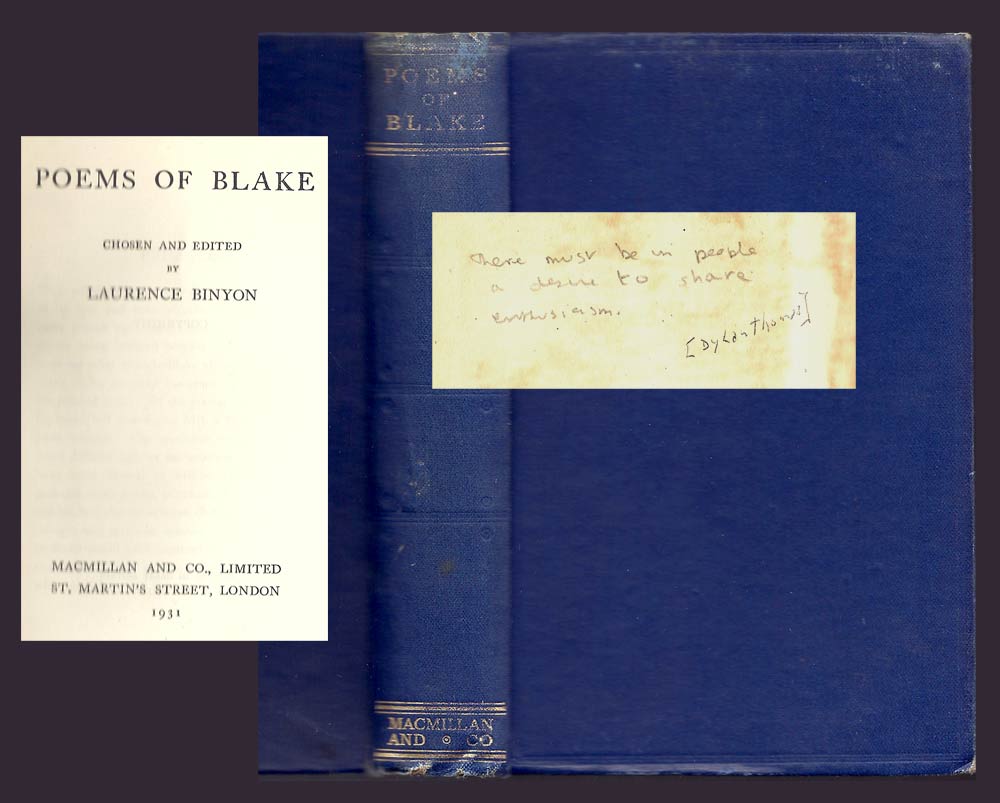 POEMS OF BLAKE
CHOSEN AND EDITED
BY
LAURENCE BINYON
MACMILLAN AND CO., LIMITED
ST. MARTIN'S STREET, LONDON
1931
POEMS
OF
BLAKE
MACMILLAN
AND CO
There must be in people
a desire to share
enthusiasm.
[Dylan Thomas]